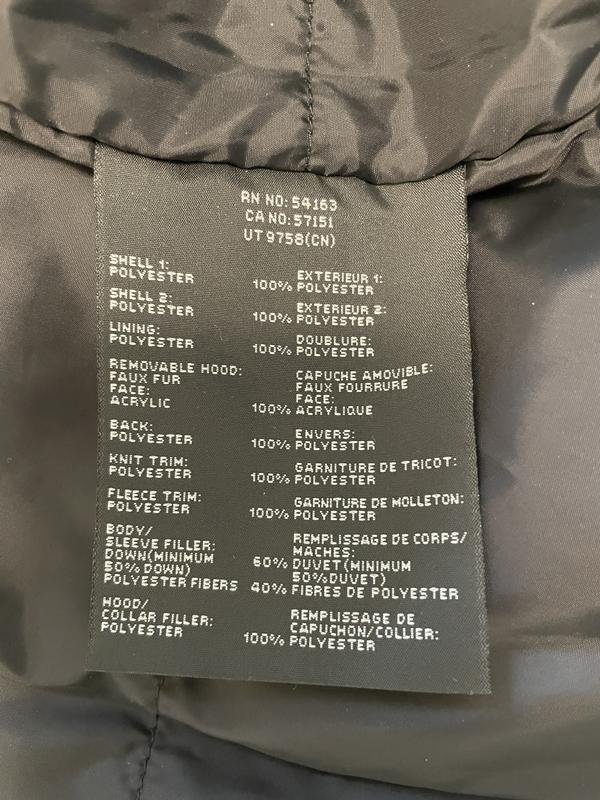 RN NO: 54163
CA NO: 57151
UT 9758(CN)
SHELL 1: EXTERIEUR 1:
POLYESTER 100% POLYESTER
SHELL 2: EXTERIEUR 2:
POLYESTER 100% POLYESTER
LINING: DOUBLURE:
POLYESTER 100% POLYESTER
REMOVABLE HOOD: CAPUCHE AMOVIBLE:
FAUX FUR FAUX FOURRURE
FACE: FACE:
ACRYLIC 100% ACRYLIQUE
BACK: ENVERS:
POLYESTER 100% POLYESTER
KNIT TRIM: GARNITURE DE TRICOT:
POLYESTER 100% POLYESTER
FLEECE TRIM: GARNITURE DE MOLLETON:
POLYESTER 100% POLYESTER
BODY/ REMPLISSAGE DE CORPS/
SLEEVE FILLER: MACHES:
DOWN(MINIMUM 60% DUVET(MINIMUM
50% DOWN) 50%DUVET)
POLYESTER FIBERS 40% FIBRES DE POLYESTER
HOOD/ REMPLISSAGE DE
COLLAR FILLER: CAPUCHON/COLLIER:
POLYESTER 100% POLYESTER